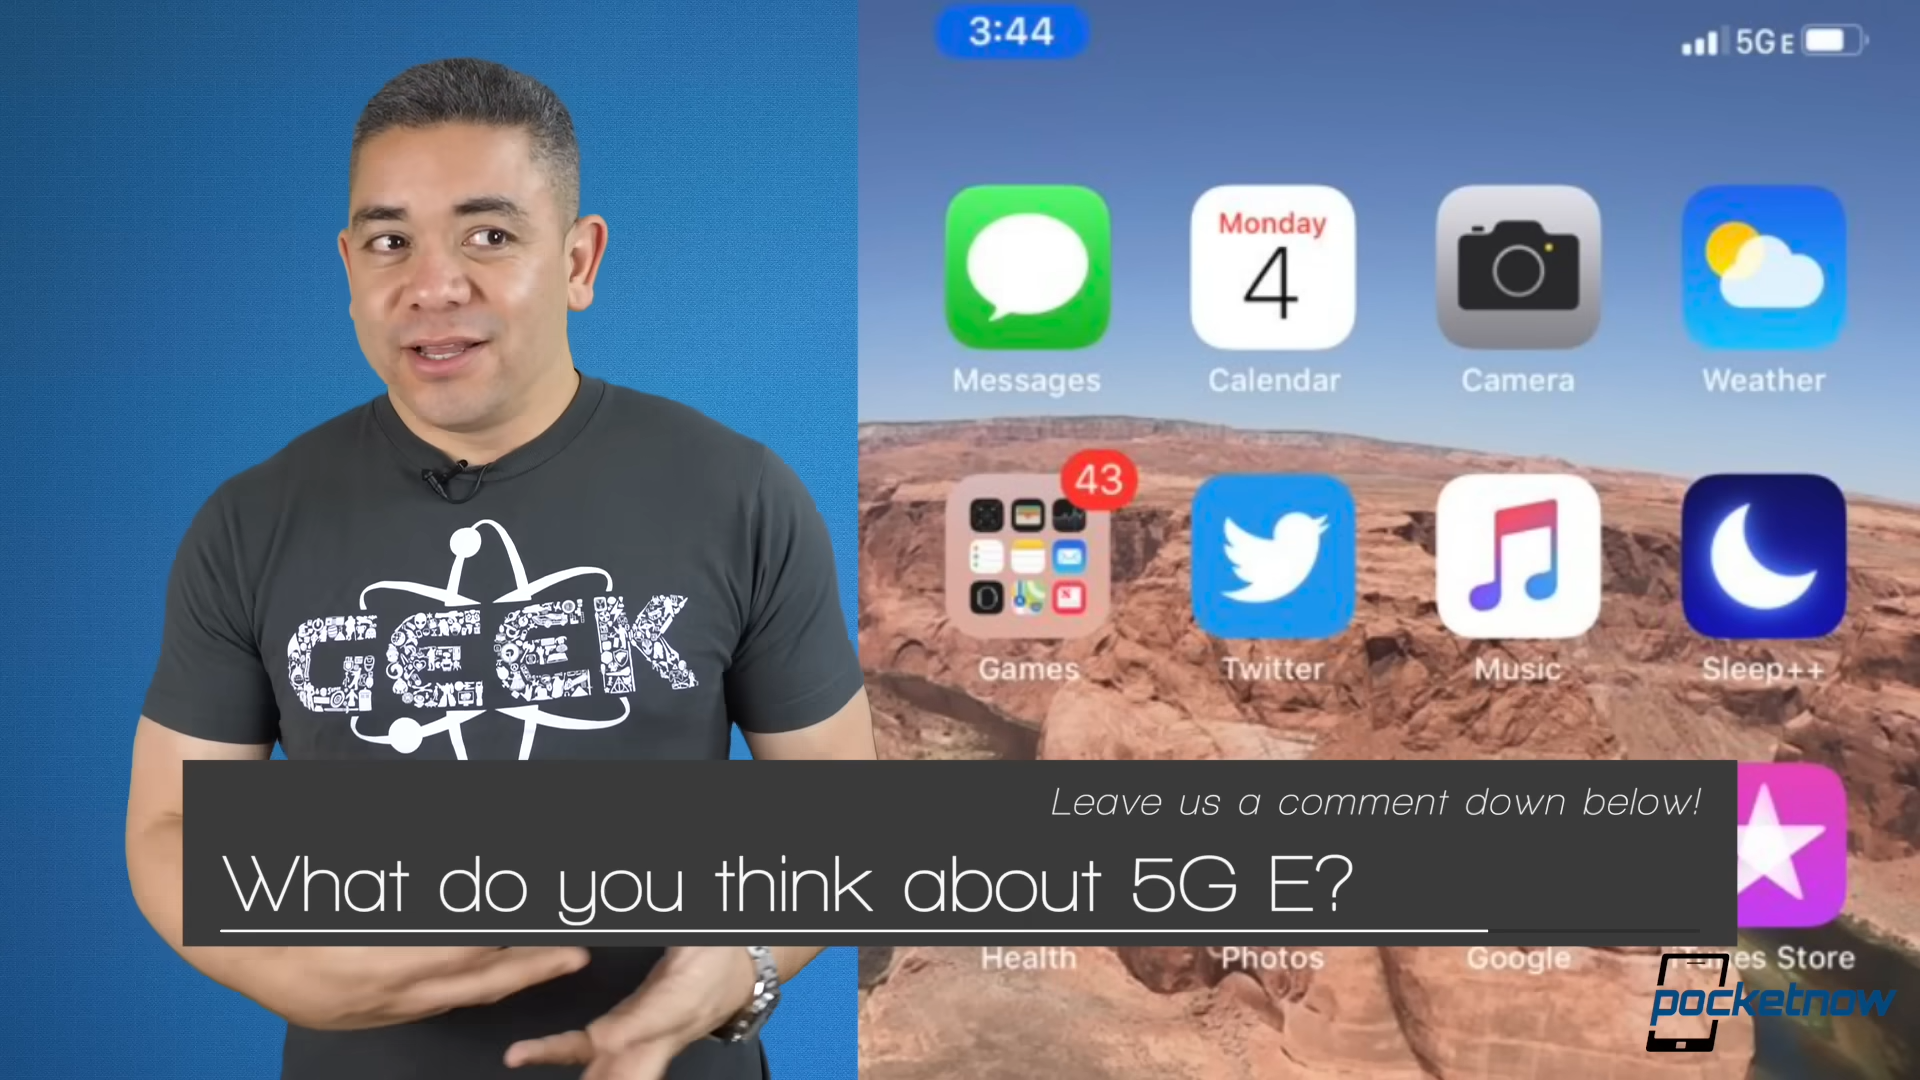 3:44
5G E
Monday
4
Messages
Calendar
Camera
Weather
43
Games
Twitter
Music
Sleep++
GEEK
Leave us a comment down below!
What do you think about 5G E?
Health
Photos
Google
Store
pocketnow